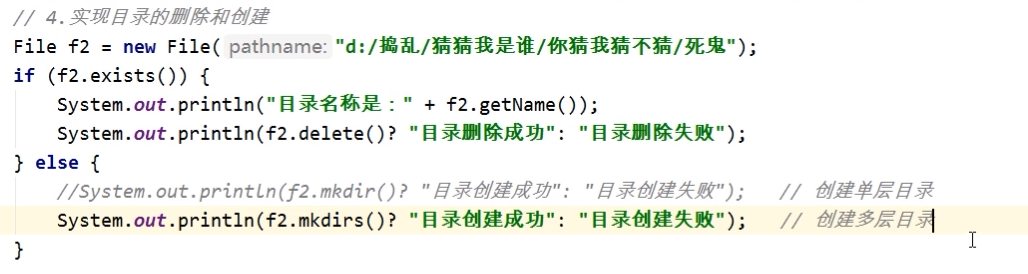 // 4.实现目录的删除和创建
File f2 = new File( pathname: "d:/捣乱/猜猜我是谁/你猜我猜不猜/死鬼");
if (f2.exists()) {
    System.out.println("目录名称是：" + f2.getName());
    System.out.println(f2.delete()? "目录删除成功": "目录删除失败");
} else {
    //System.out.println(f2.mkdir()? "目录创建成功": "目录创建失败");   // 创建单层目录
    System.out.println(f2.mkdirs()? "目录创建成功": "目录创建失败");   // 创建多层目录
}